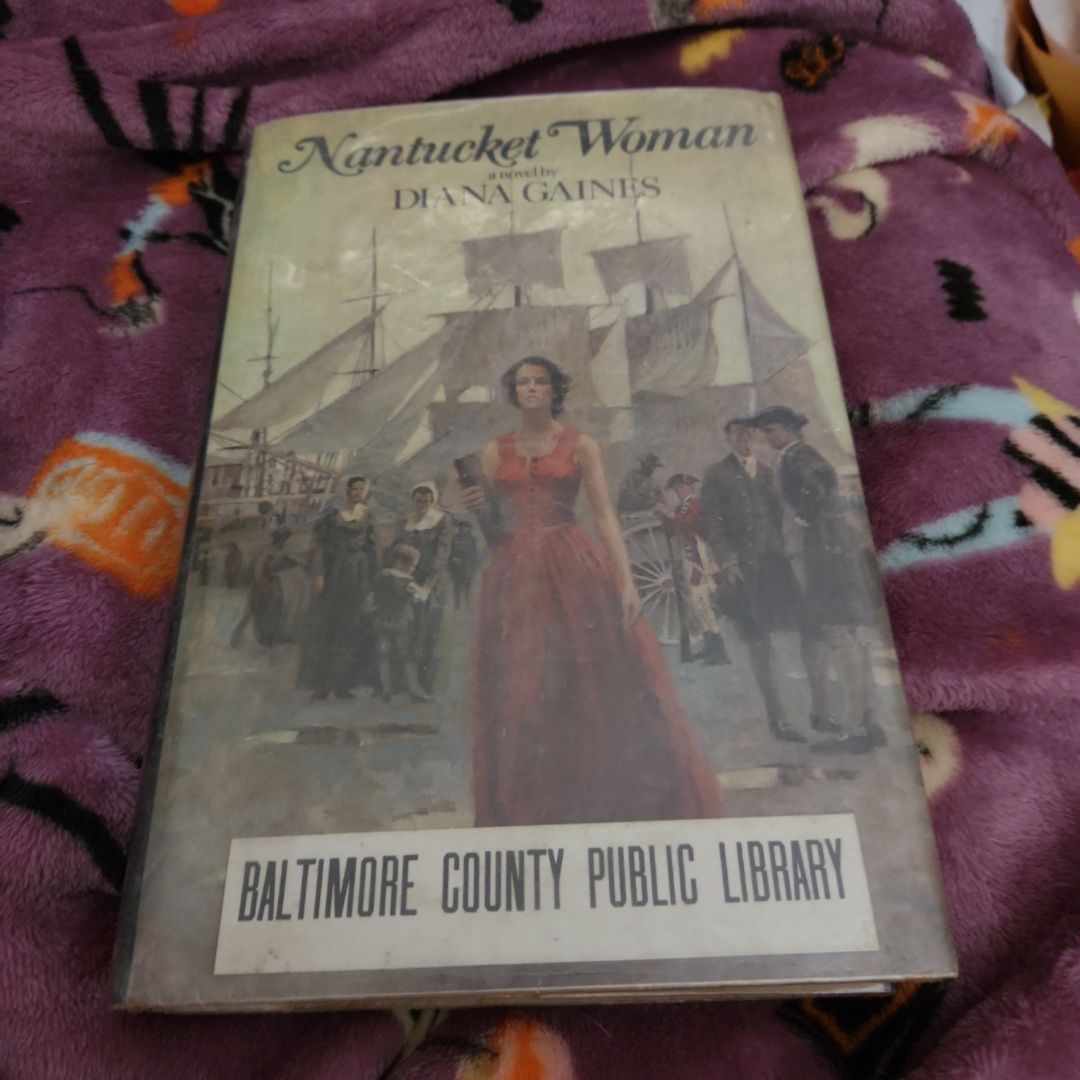 Nantucket Woman
a novel by
DIANA GAINES
BALTIMORE COUNTY PUBLIC LIBRARY